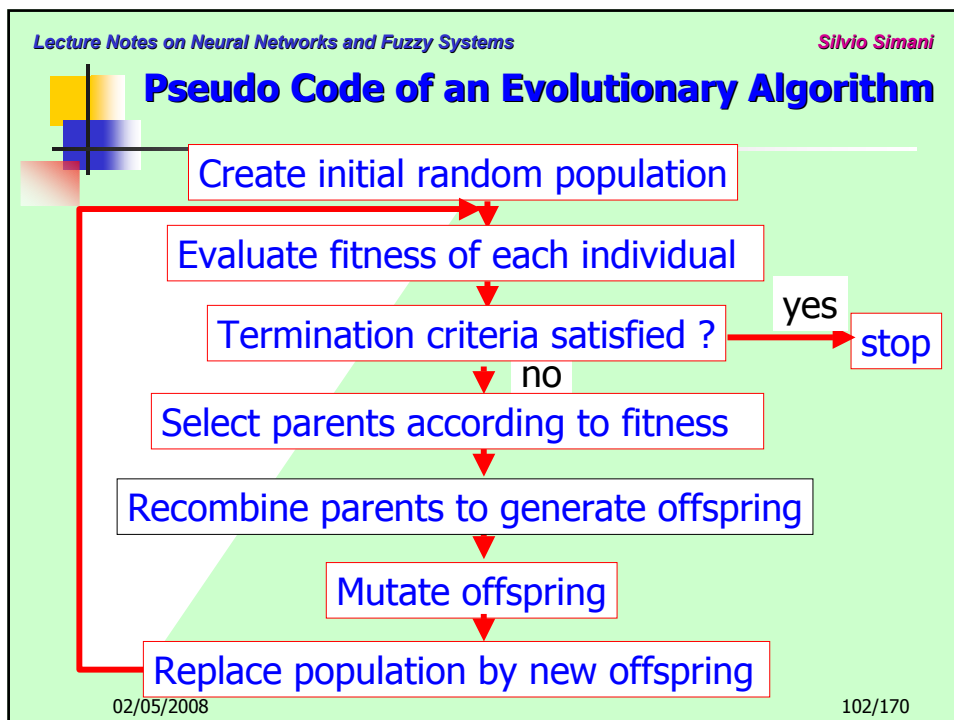 Lecture Notes on Neural Networks and Fuzzy Systems Silvio Simani
Pseudo Code of an Evolutionary Algorithm
Create initial random population
Evaluate fitness of each individual
Termination criteria satisfied ?
yes
stop
no
Select parents according to fitness
Recombine parents to generate offspring
Mutate offspring
Replace population by new offspring
02/05/2008 102/170